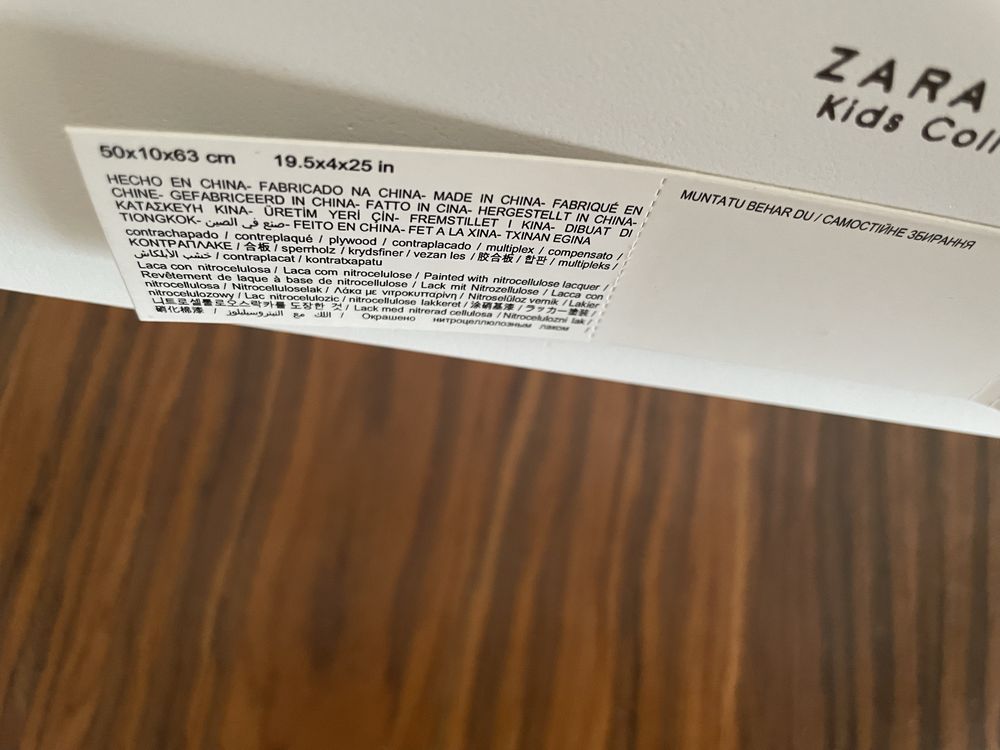 ZARA
Kids Coll
50x10x63 cm 19.5x4x25 in
HECHO EN CHINA- FABRICADO NA CHINA- MADE IN CHINA- FABRIQUÉ EN
CHINE- GEFABRICEERD IN CHINA- FATTO IN CINA- HERGESTELLT IN CHINA-
ΚΑΤΑΣΚΕΥΗ ΚΙΝΑ- ÜRETİM YERİ ÇİN- FREMSTILLET I KINA- DIBUAT DI
TIONGKOK- صنع في الصين- FEITO EN CHINA- FET A LA XINA- TXINAN EGINA
contrachapado / contreplaqué / plywood / contraplacado / multiplex / compensato /
ΚΟΝΤΡΑΠΛΑΚΕ / 合板 / sperrholz / krydsfiner / vezan les / 胶合板 / 합판 / multipleks /
خشب الابلكاش / contraplacat / kontratxapatu
Laca con nitrocelulosa / Laca com nitrocelulose / Painted with nitrocellulose lacquer /
Revêtement de laque à base de nitrocellulose / Lack mit Nitrozellulose / Lacca con
nitrocellulosa / Nitrocelluloselak / Λάκα με νιτροκυτταρίνη / Nitroselüloz vernik / Lakier
nitrocelulozowy / Lac nitrocelulozic / nitrocellulose lakkeret / 涂硝基漆 / ラッカー塗装 /
니트로셀룰로오스락카를 도장한 것 / Lack med nitrerad cellulosa / Nitrocelulozni lak /
硝化棉漆 / اللك مع النيتروسيليلوز / Окрашено нитроцеллюлозным лаком /
MUNTATU BEHAR DU / САМОСТІЙНЕ ЗБИРАННЯ